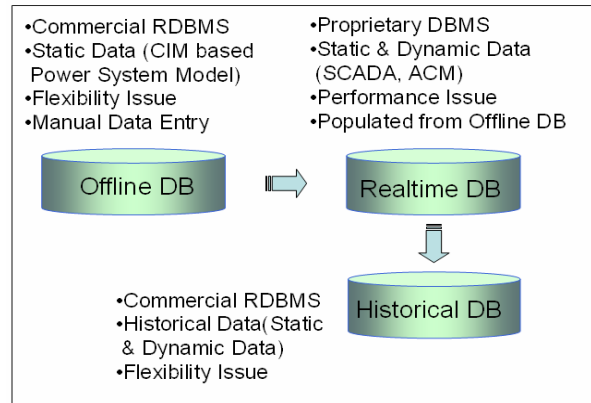 •Commercial RDBMS
•Static Data (CIM based
Power System Model)
•Flexibility Issue
•Manual Data Entry
•Proprietary DBMS
•Static & Dynamic Data
(SCADA, ACM)
•Performance Issue
•Populated from Offline DB
Offline DB
Realtime DB
•Commercial RDBMS
•Historical Data(Static
& Dynamic Data)
•Flexibility Issue
Historical DB